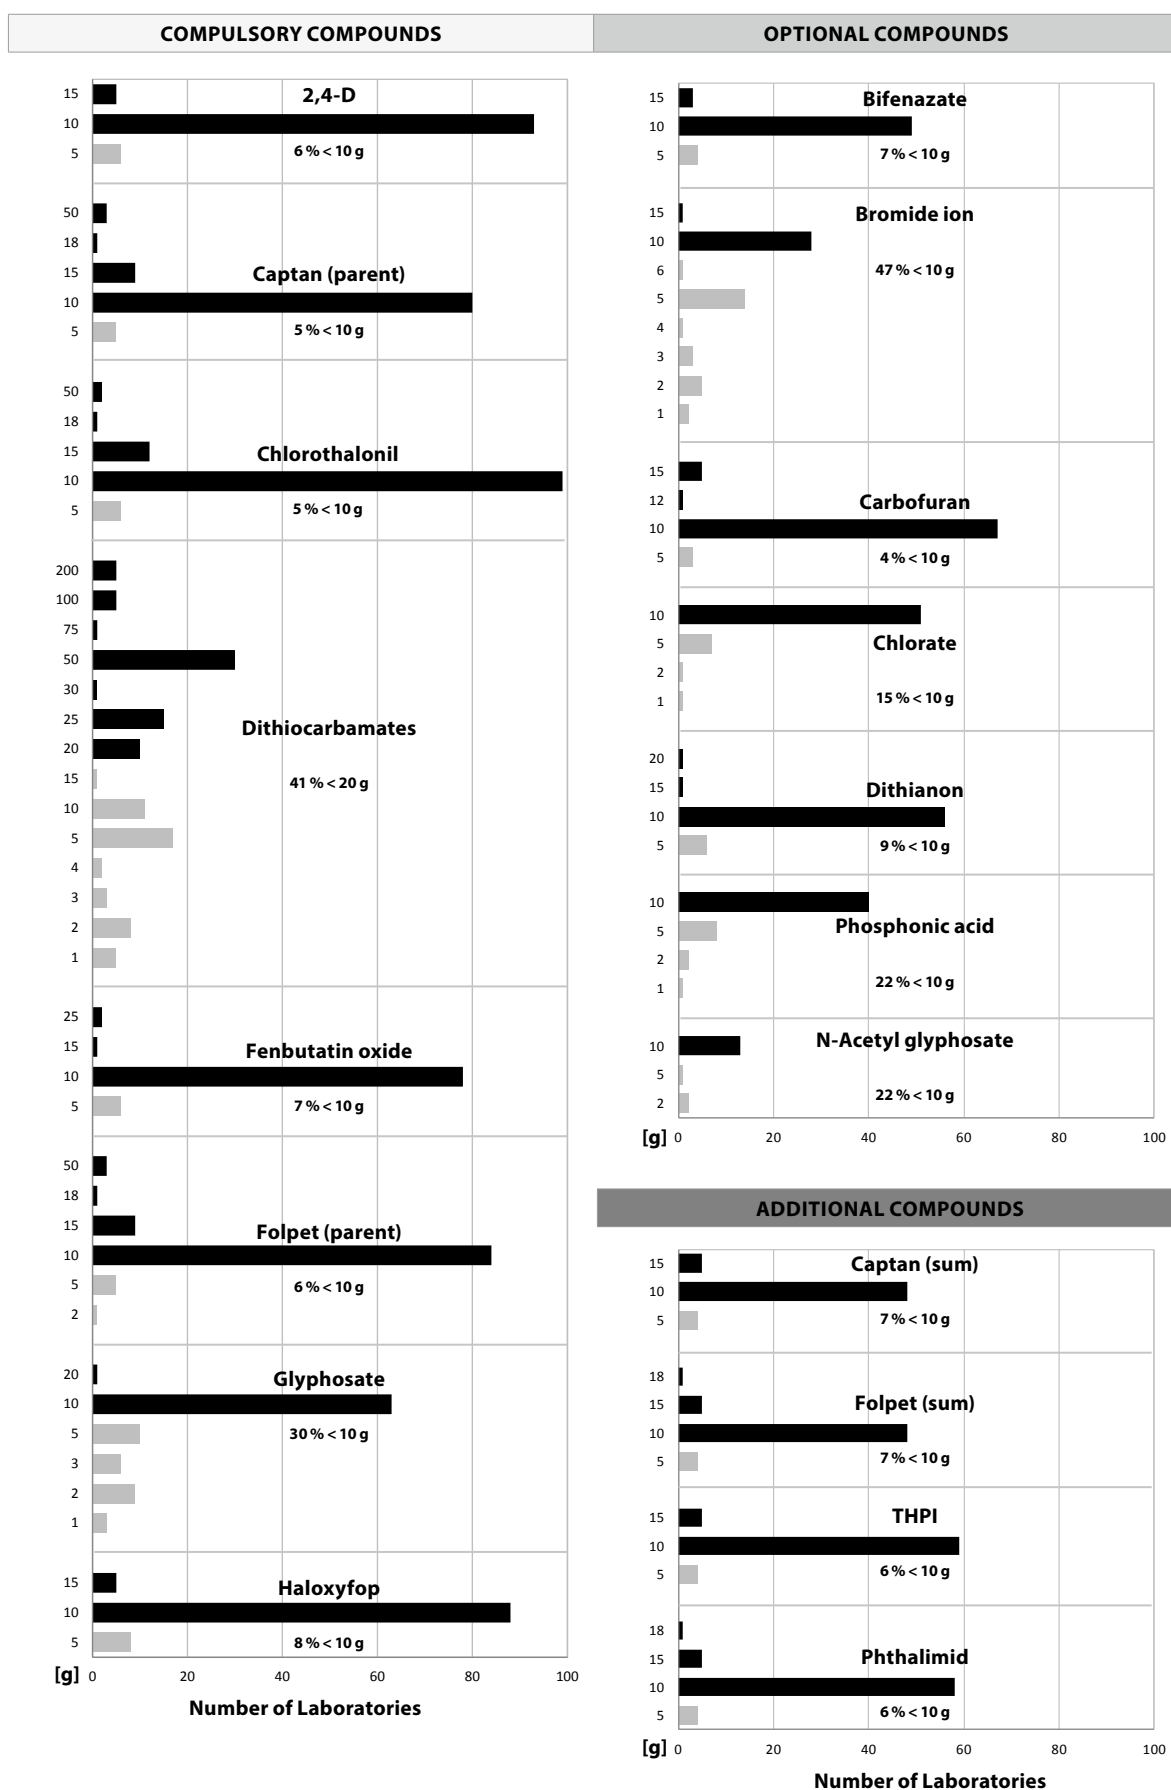 COMPULSORY COMPOUNDS
15
2,4-D
10
5
6 % < 10 g
50
18
15
Captan (parent)
10
5
5 % < 10 g
50
18
15
Chlorothalonil
10
5
5 % < 10 g
200
100
75
50
30
25
Dithiocarbamates
20
15
41 % < 20 g
10
5
4
3
2
1
25
15
Fenbutatin oxide
10
5
7 % < 10 g
50
18
15
Folpet (parent)
10
5
6 % < 10 g
2
20
Glyphosate
10
5
30 % < 10 g
3
2
1
15
Haloxyfop
10
5
8 % < 10 g
[g] 0 20 40 60 80 100
Number of Laboratories
OPTIONAL COMPOUNDS
15
Bifenazate
10
5
7 % < 10 g
15
Bromide ion
10
6
47 % < 10 g
5
4
3
2
1
15
12
Carbofuran
10
5
4 % < 10 g
10
5
Chlorate
2
1
15 % < 10 g
20
15
Dithianon
10
5
9 % < 10 g
10
5
Phosphonic acid
2
1
22 % < 10 g
10
N-Acetyl glyphosate
5
22 % < 10 g
2
[g] 0 20 40 60 80 100
ADDITIONAL COMPOUNDS
15
Captan (sum)
10
5
7 % < 10 g
18
15
Folpet (sum)
10
5
7 % < 10 g
15
THPI
10
5
6 % < 10 g
18
15
Phthalimid
10
5
6 % < 10 g
[g] 0 20 40 60 80 100
Number of Laboratories